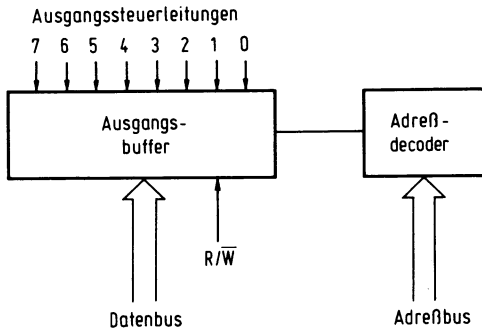 Ausgangssteuerleitungen
7 6 5 4 3 2 1 0
Ausgangs-
buffer
Adreß-
decoder
R/W̅
Datenbus
Adreßbus